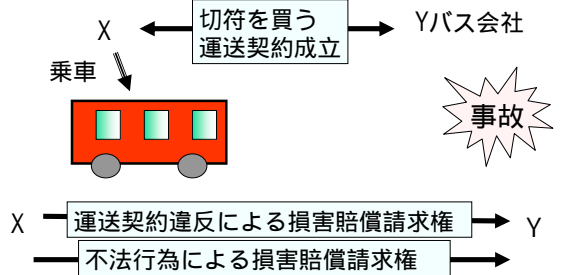 X
切符を買う
運送契約成立
Yバス会社
乗車
事故
X 運送契約違反による損害賠償請求権 Y
不法行為による損害賠償請求権